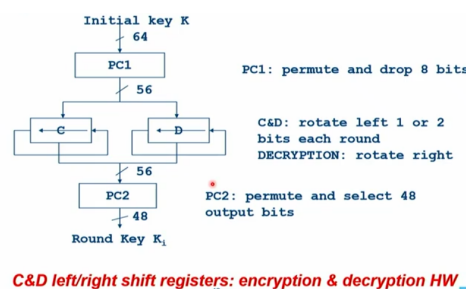 Initial key K
64
PC1
PC1: permute and drop 8 bits
56
C
D
C&D: rotate left 1 or 2
bits each round
DECRYPTION: rotate right
56
PC2
PC2: permute and select 48
output bits
48
Round Key Ki
C&D left/right shift registers: encryption & decryption HW